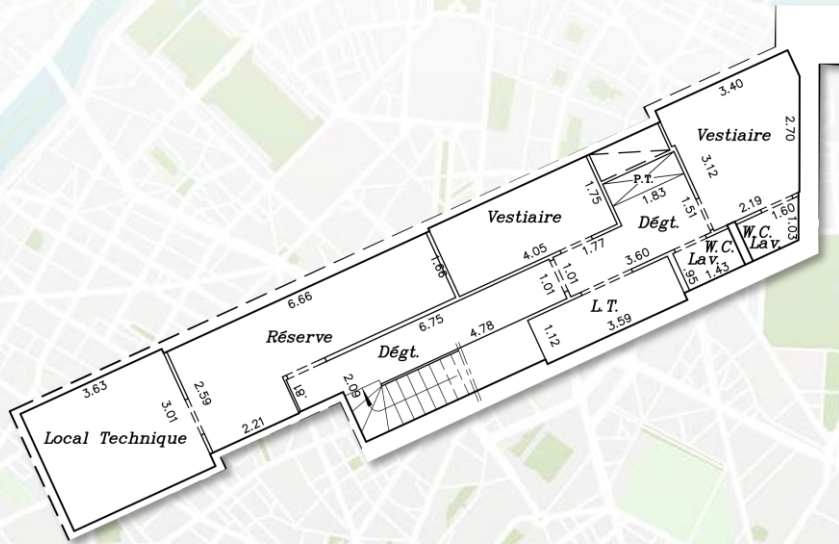 3.40
Vestiaire
2.70
3.12
P.T.
1.75
1.83
1.51
Vestiaire
Dégt.
2.19
1.60
1.03
W.C.
Lav.
W.C.
Lav.
1.43
.95
4.05
1.77
3.60
1.66
1.01
1.01
6.66
6.75
4.78
L.T.
3.59
1.12
Réserve
Dégt.
3.63
2.59
3.01
2.09
.81
2.21
Local Technique